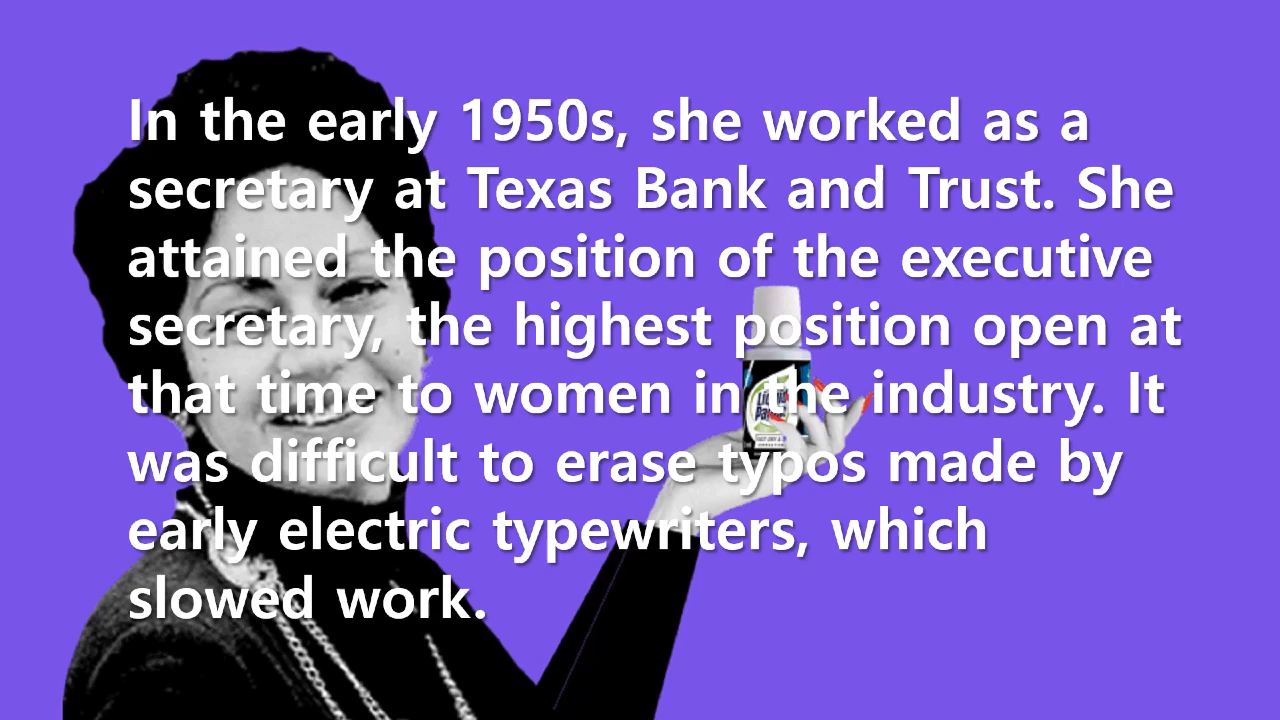 In the early 1950s, she worked as a
secretary at Texas Bank and Trust. She
attained the position of the executive
secretary, the highest position open at
that time to women in the industry. It
was difficult to erase typos made by
early electric typewriters, which
slowed work.
Liquid
Paper